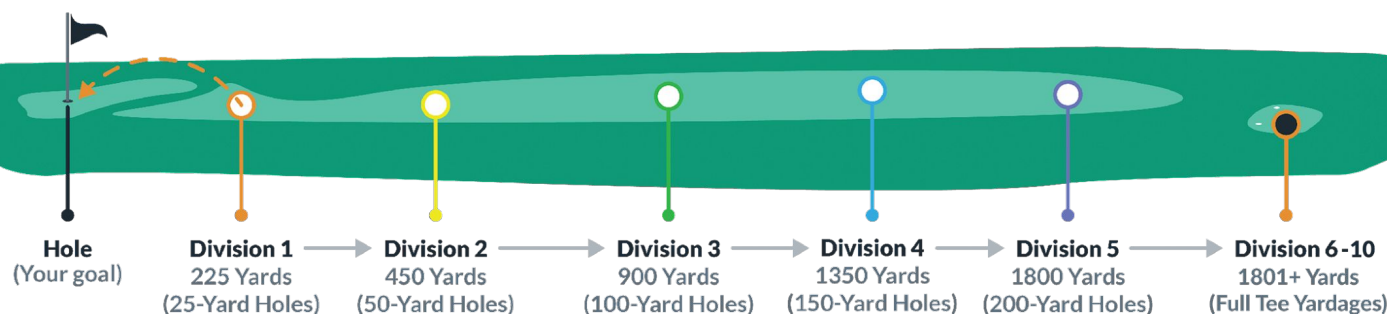 Hole
(Your goal)
Division 1
225 Yards
(25-Yard Holes)
Division 2
450 Yards
(50-Yard Holes)
Division 3
900 Yards
(100-Yard Holes)
Division 4
1350 Yards
(150-Yard Holes)
Division 5
1800 Yards
(200-Yard Holes)
Division 6-10
1801+ Yards
(Full Tee Yardages)